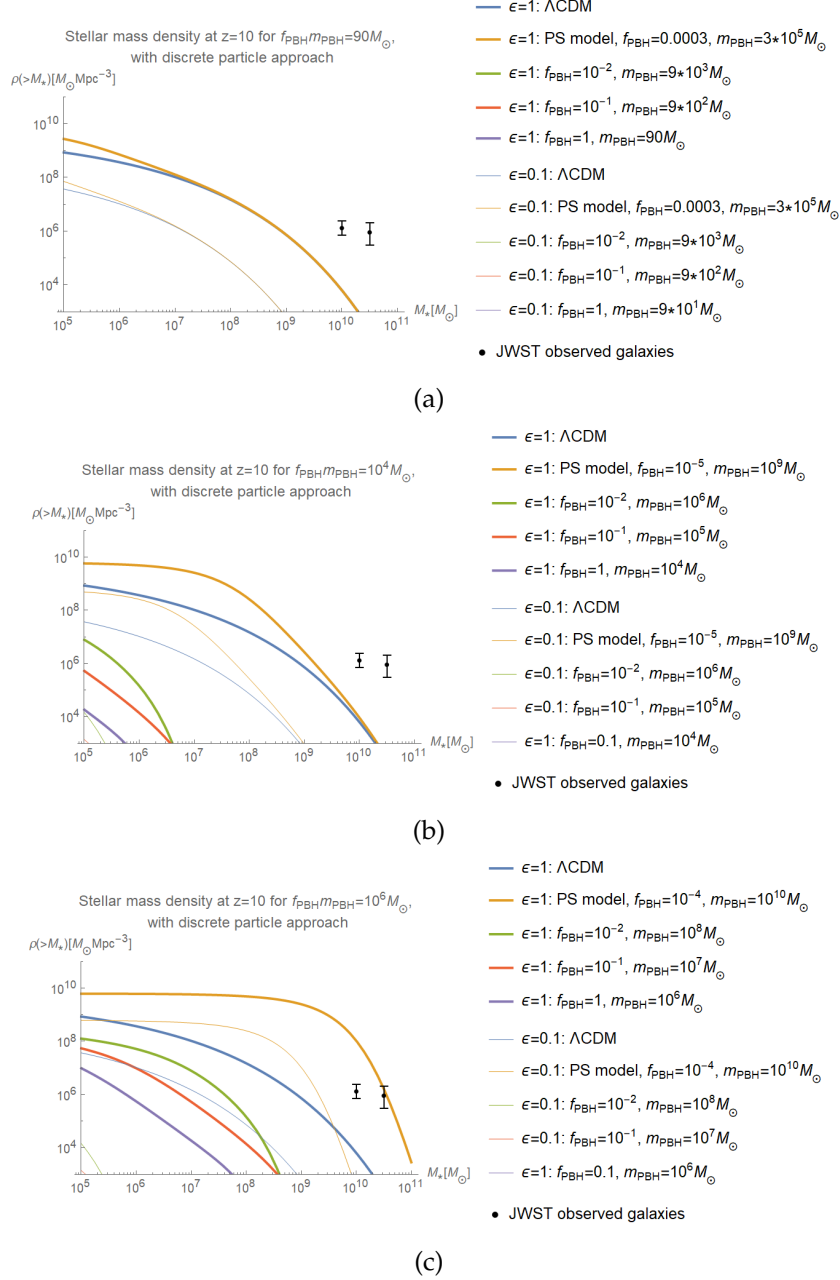 Stellar mass density at z=10 for f_PBH m_PBH=90M_⊙,
with discrete particle approach
ρ(>M_*)[M_⊙Mpc^-3]
10^10
10^8
10^6
10^4
10^5 10^6 10^7 10^8 10^9 10^10 10^11
M_*[M_⊙]
ϵ=1: ΛCDM
ϵ=1: PS model, f_PBH=0.0003, m_PBH=3*10^5M_⊙
ϵ=1: f_PBH=10^-2, m_PBH=9*10^3M_⊙
ϵ=1: f_PBH=10^-1, m_PBH=9*10^2M_⊙
ϵ=1: f_PBH=1, m_PBH=90M_⊙
ϵ=0.1: ΛCDM
ϵ=0.1: PS model, f_PBH=0.0003, m_PBH=3*10^5M_⊙
ϵ=0.1: f_PBH=10^-2, m_PBH=9*10^3M_⊙
ϵ=0.1: f_PBH=10^-1, m_PBH=9*10^2M_⊙
ϵ=0.1: f_PBH=1, m_PBH=9*10^1M_⊙
JWST observed galaxies
(a)
Stellar mass density at z=10 for f_PBH m_PBH=10^4M_⊙,
with discrete particle approach
ρ(>M_*)[M_⊙Mpc^-3]
10^10
10^8
10^6
10^4
10^5 10^6 10^7 10^8 10^9 10^10 10^11
M_*[M_⊙]
ϵ=1: ΛCDM
ϵ=1: PS model, f_PBH=10^-5, m_PBH=10^9M_⊙
ϵ=1: f_PBH=10^-2, m_PBH=10^6M_⊙
ϵ=1: f_PBH=10^-1, m_PBH=10^5M_⊙
ϵ=1: f_PBH=1, m_PBH=10^4M_⊙
ϵ=0.1: ΛCDM
ϵ=0.1: PS model, f_PBH=10^-5, m_PBH=10^9M_⊙
ϵ=0.1: f_PBH=10^-2, m_PBH=10^6M_⊙
ϵ=0.1: f_PBH=10^-1, m_PBH=10^5M_⊙
ϵ=1: f_PBH=0.1, m_PBH=10^4M_⊙
JWST observed galaxies
(b)
Stellar mass density at z=10 for f_PBH m_PBH=10^6M_⊙,
with discrete particle approach
ρ(>M_*)[M_⊙Mpc^-3]
10^10
10^8
10^6
10^4
10^5 10^6 10^7 10^8 10^9 10^10 10^11
M_*[M_⊙]
ϵ=1: ΛCDM
ϵ=1: PS model, f_PBH=10^-4, m_PBH=10^10M_⊙
ϵ=1: f_PBH=10^-2, m_PBH=10^8M_⊙
ϵ=1: f_PBH=10^-1, m_PBH=10^7M_⊙
ϵ=1: f_PBH=1, m_PBH=10^6M_⊙
ϵ=0.1: ΛCDM
ϵ=0.1: PS model, f_PBH=10^-4, m_PBH=10^10M_⊙
ϵ=0.1: f_PBH=10^-2, m_PBH=10^8M_⊙
ϵ=0.1: f_PBH=10^-1, m_PBH=10^7M_⊙
ϵ=1: f_PBH=0.1, m_PBH=10^6M_⊙
JWST observed galaxies
(c)